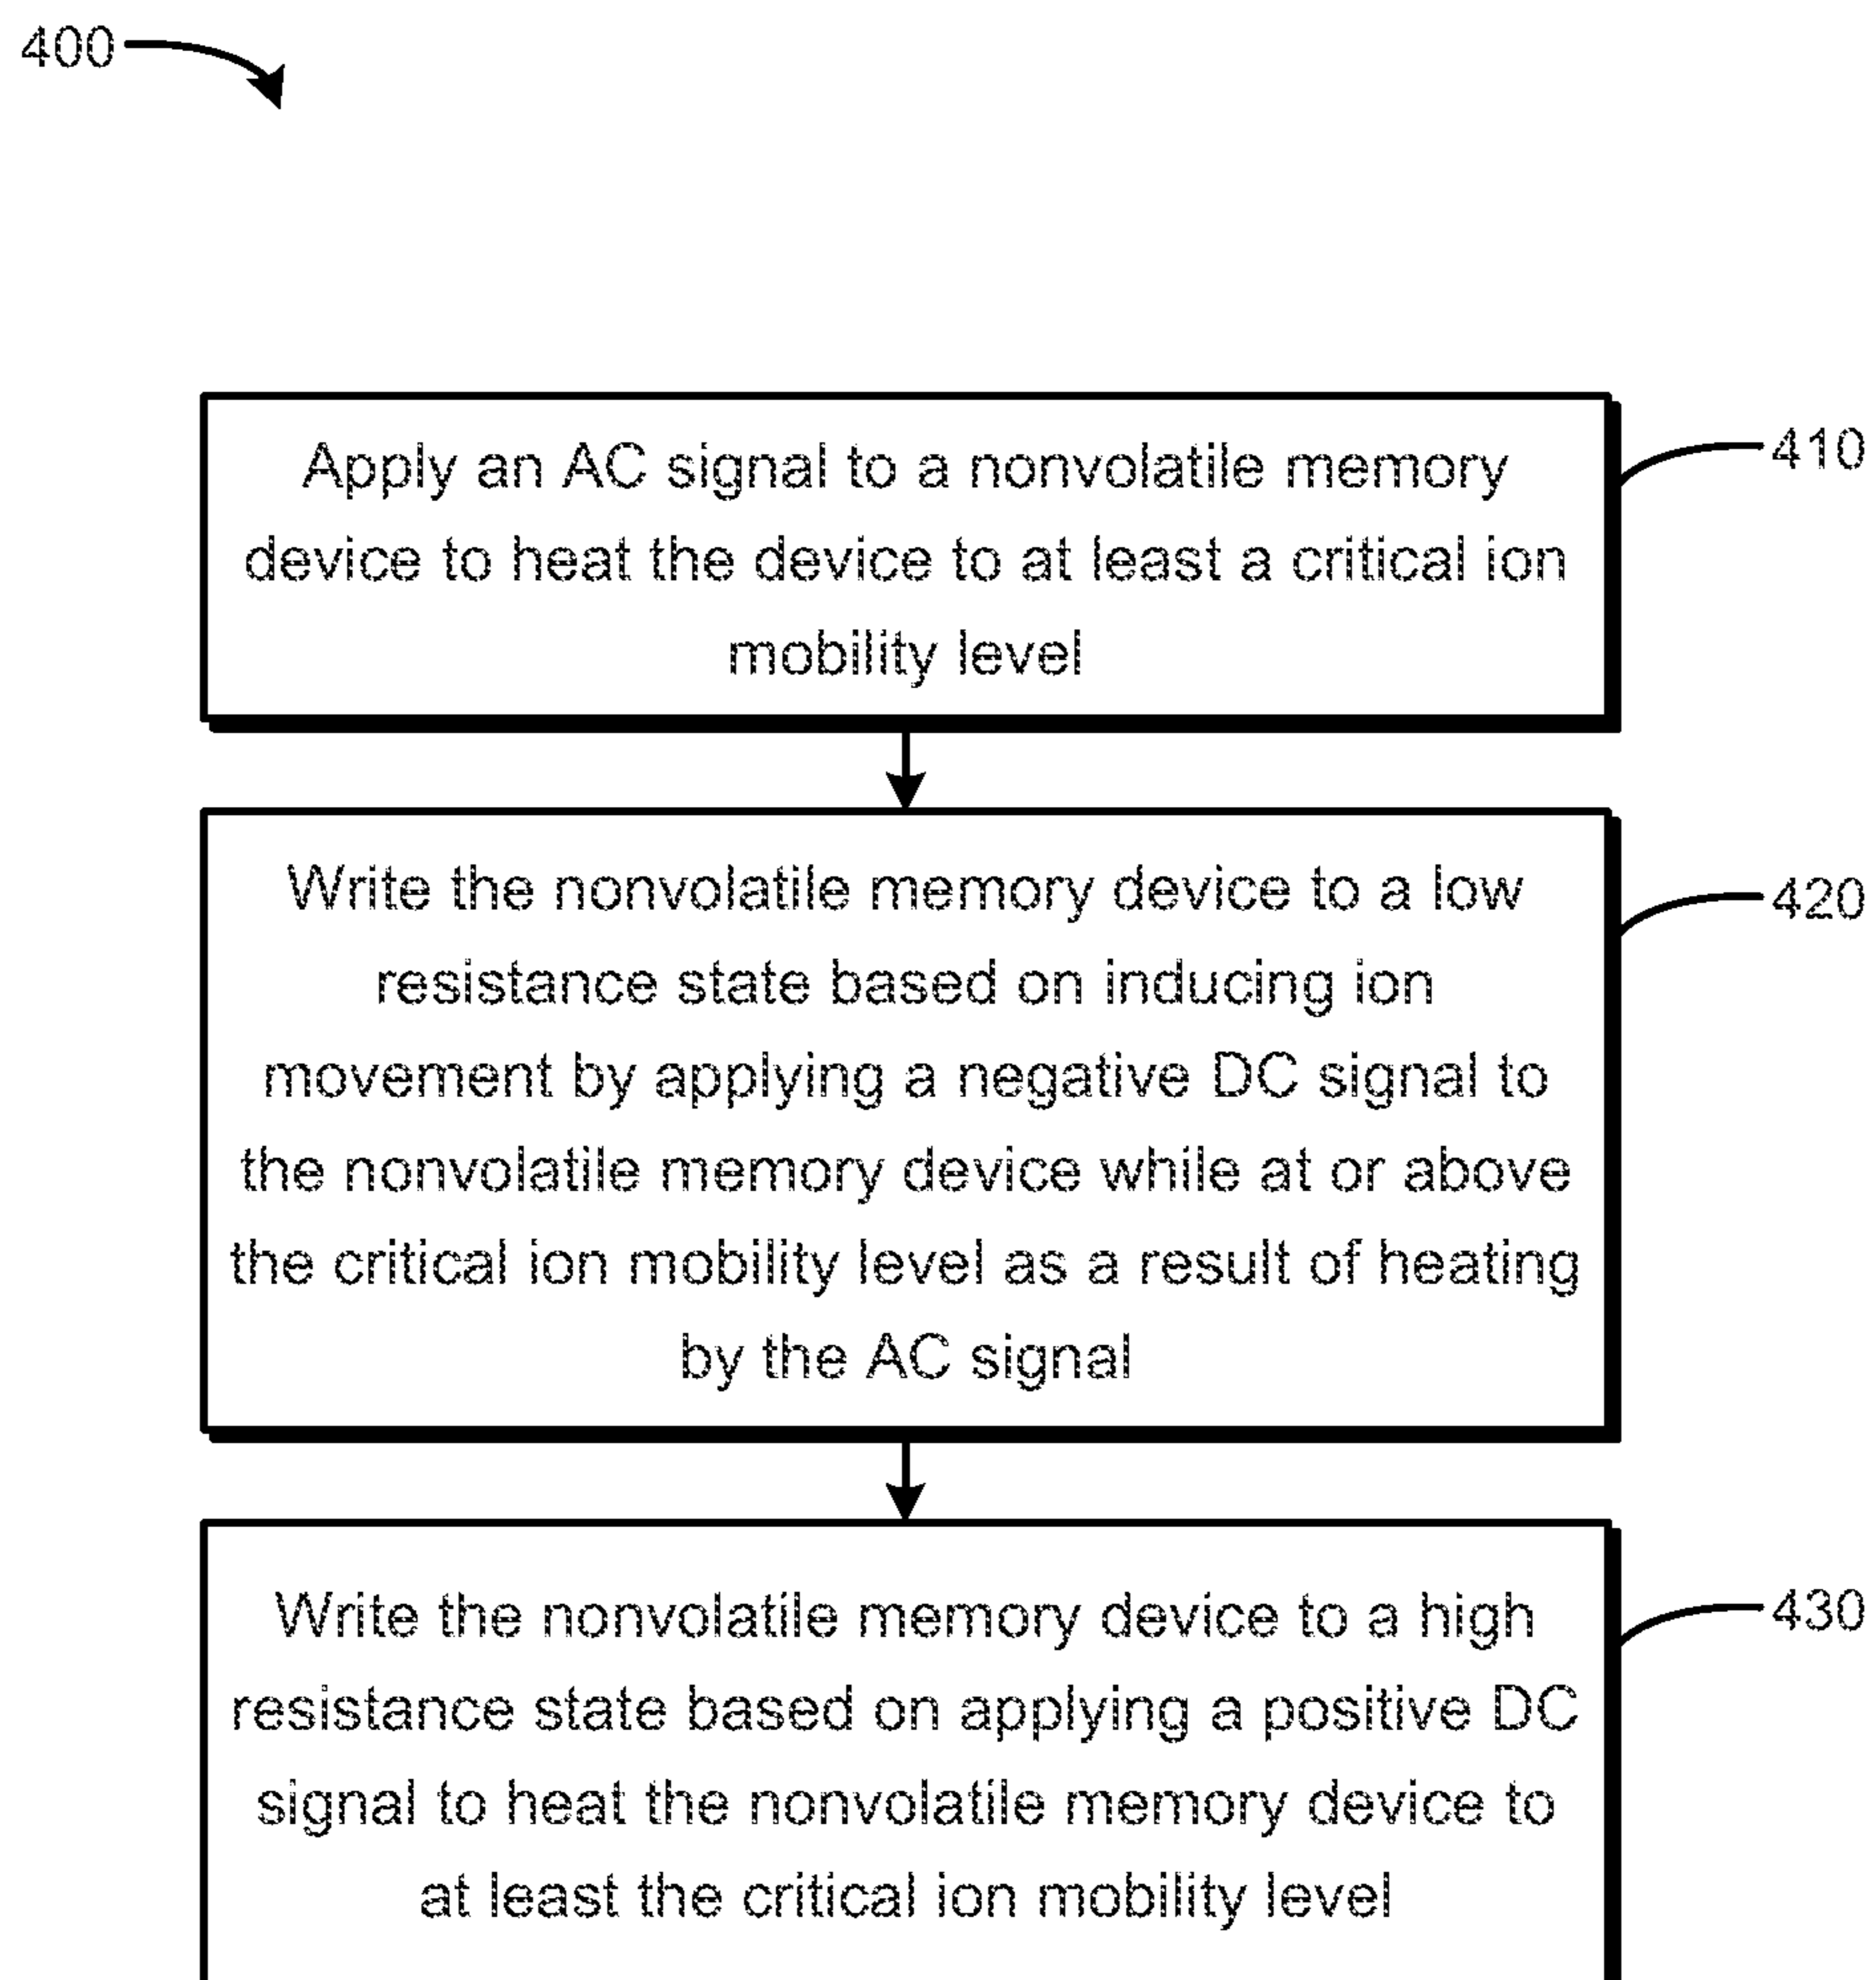 400
Apply an AC signal to a nonvolatile memory
device to heat the device to at least a critical ion
mobility level
410
Write the nonvolatile memory device to a low
resistance state based on inducing ion
movement by applying a negative DC signal to
the nonvolatile memory device while at or above
the critical ion mobility level as a result of heating
by the AC signal
420
Write the nonvolatile memory device to a high
resistance state based on applying a positive DC
signal to heat the nonvolatile memory device to
at least the critical ion mobility level
430